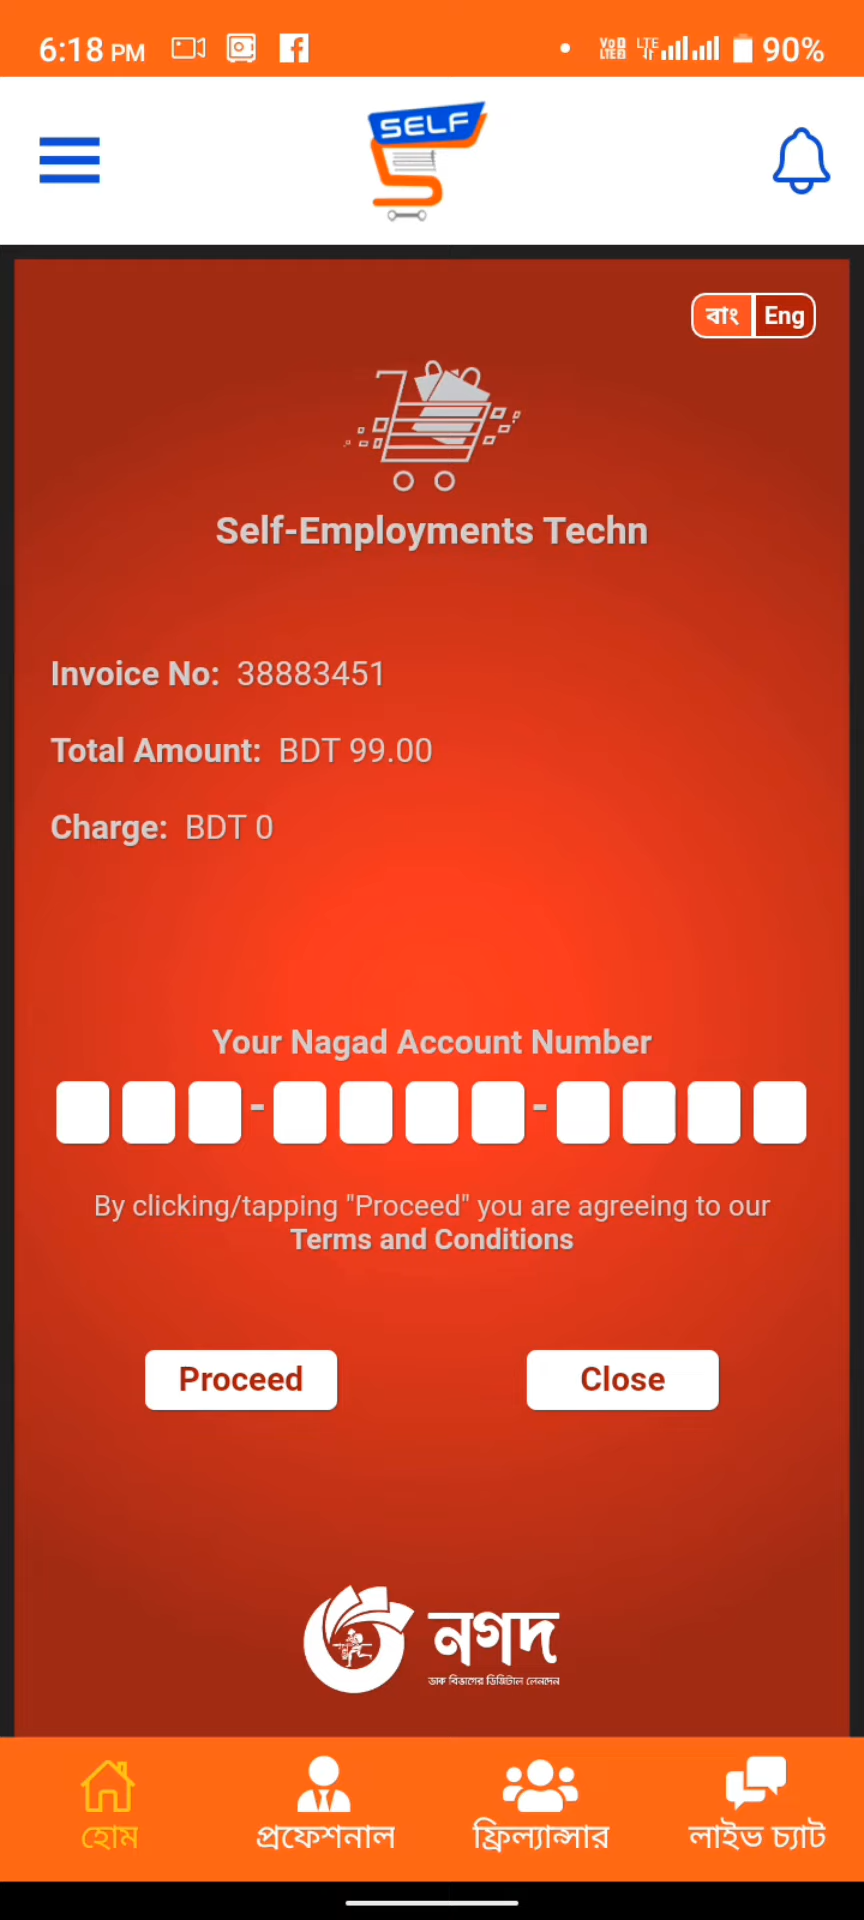 6:18 PM
90%
SELF
বাং Eng
Self-Employments Techn
Invoice No: 38883451
Total Amount: BDT 99.00
Charge: BDT 0
Your Nagad Account Number
- -
By clicking/tapping "Proceed" you are agreeing to our
Terms and Conditions
Proceed Close
নগদ
ডাক বিভাগের ডিজিটাল লেনদেন
হোম প্রফেশনাল ফ্রিল্যান্সার লাইভ চ্যাট